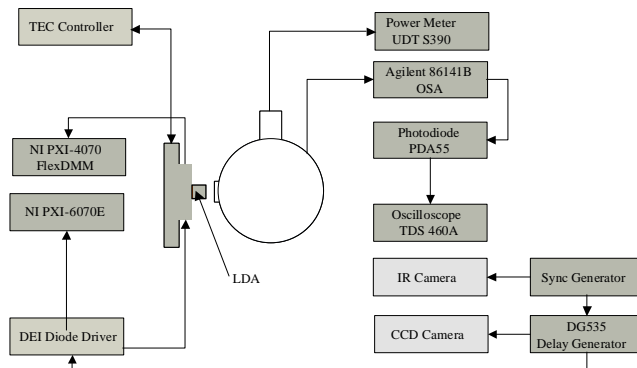 TEC Controller
Power Meter
UDT S390
Agilent 86141B
OSA
NI PXI-4070
FlexDMM
Photodiode
PDA55
NI PXI-6070E
Oscilloscope
TDS 460A
LDA
IR Camera
Sync Generator
DEI Diode Driver
CCD Camera
DG535
Delay Generator